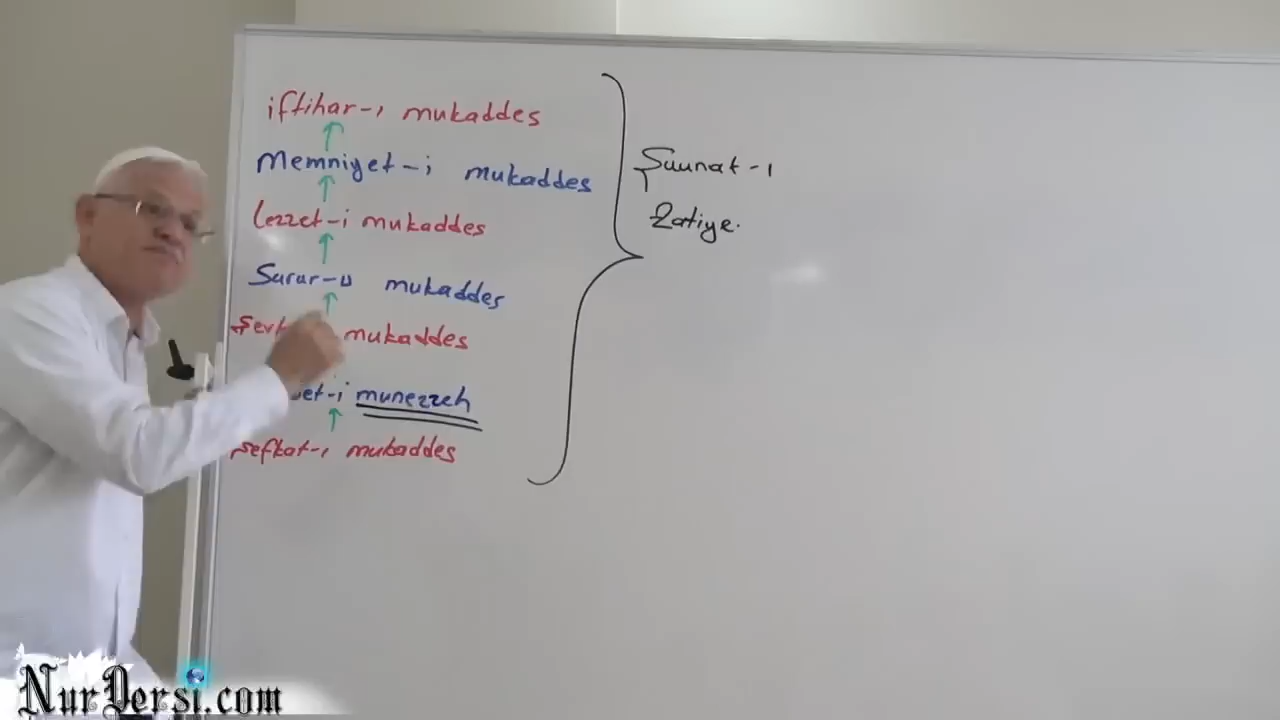 iftihar-ı mukaddes
Memniyet-i mukaddes
lezzet-i mukaddes
Surur-u mukaddes
mukaddes
munezzeh
şefkat-ı mukaddes
Şuunat-ı
Zatiye.
NurDersi.com